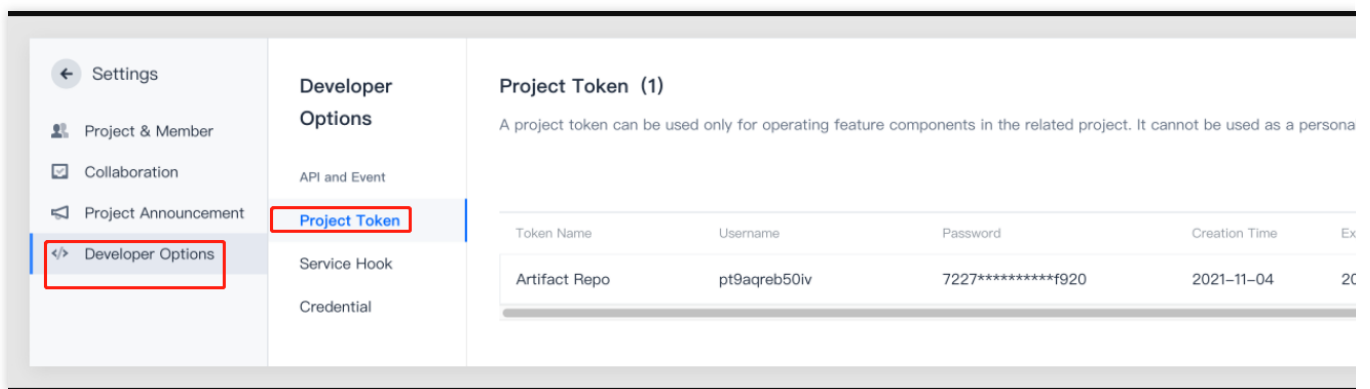 Settings
Project & Member
Collaboration
Project Announcement
Developer Options
Developer
Options
API and Event
Project Token
Service Hook
Credential
Project Token (1)
A project token can be used only for operating feature components in the related project. It cannot be used as a persona
Token Name Username Password Creation Time Ex
Artifact Repo pt9aqreb50iv 7227**********f920 2021-11-04 20